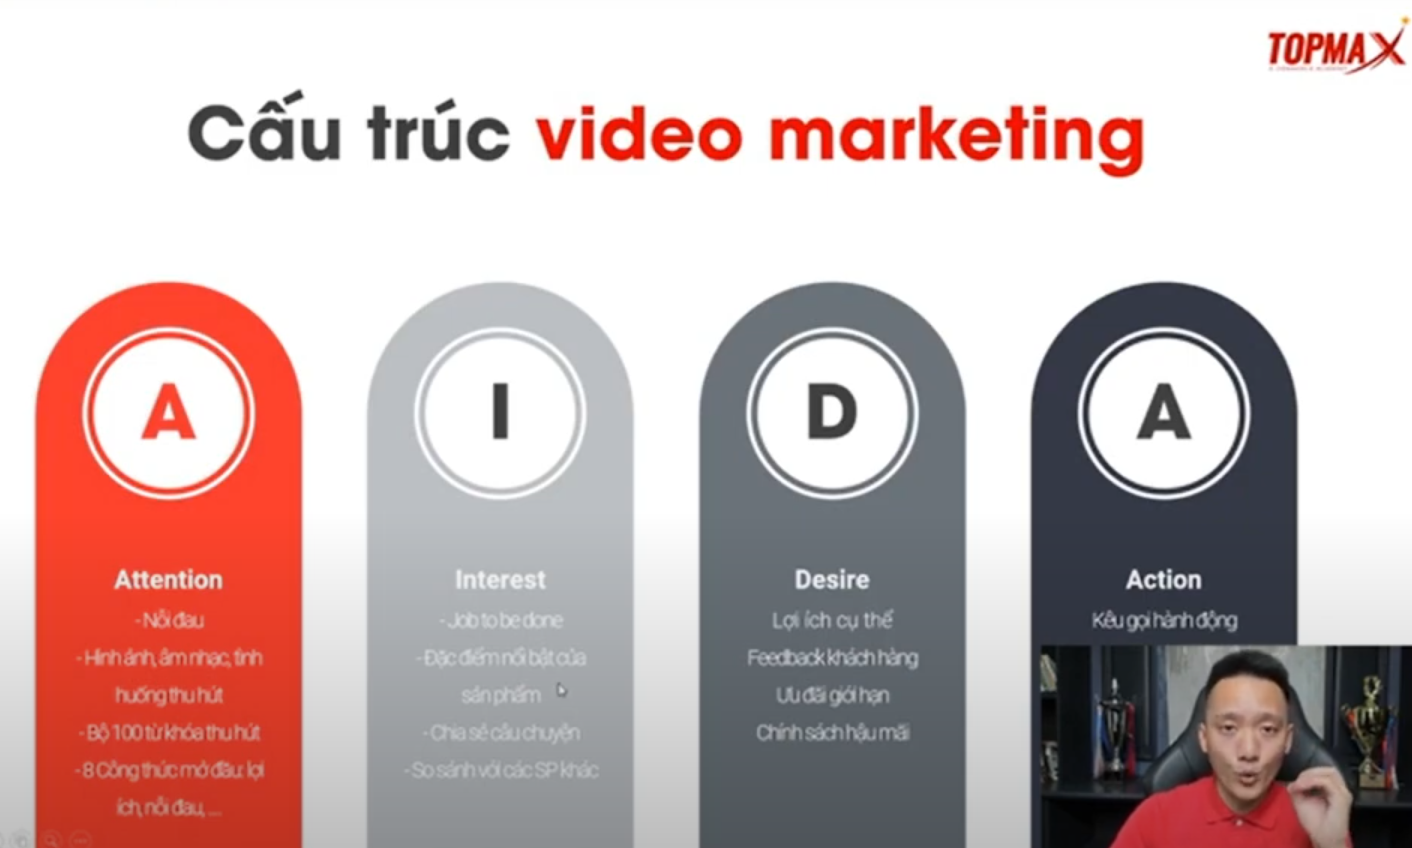 TOPMAX
Cấu trúc video marketing
A
Attention
- Nỗi đau
- Hình ảnh, âm nhạc, tình
huống thu hút
- Bộ 100 từ khóa thu hút
- 8 Công thức mở đầu: lợi
ích, nỗi đau, ...
I
Interest
- Job to be done
- Đặc điểm nổi bật của
sản phẩm
- Chia sẻ câu chuyện
- So sánh với các SP khác
D
Desire
Lợi ích cụ thể
Feedback khách hàng
Ưu đãi giới hạn
Chính sách hậu mãi
A
Action
Kêu gọi hành động